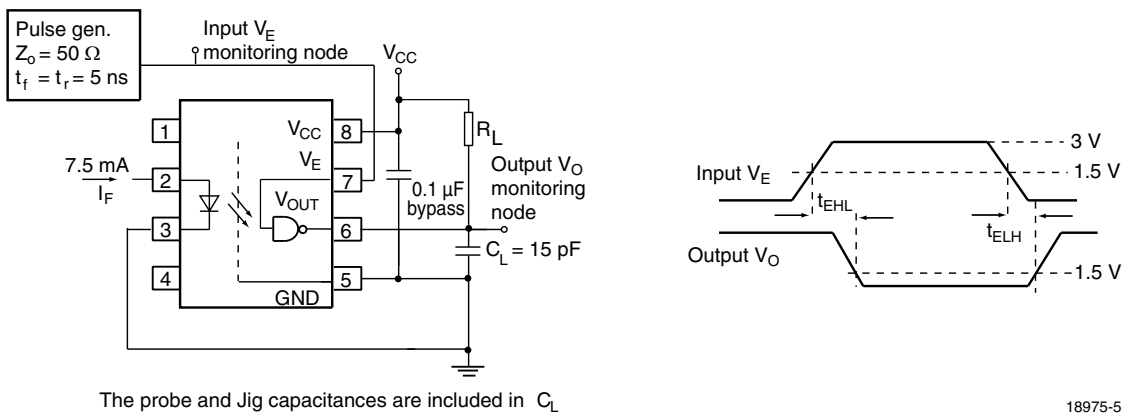 Pulse gen.
Zo = 50 Ω
tf = tr = 5 ns
Input VE
monitoring node
VCC
1
VCC
8
RL
7.5 mA
IF
2
VE
7
Output VO
monitoring
node
0.1 µF
bypass
VOUT
3
6
CL = 15 pF
4
GND
5
The probe and Jig capacitances are included in CL
3 V
Input VE
1.5 V
tEHL
tELH
Output VO
1.5 V
18975-5